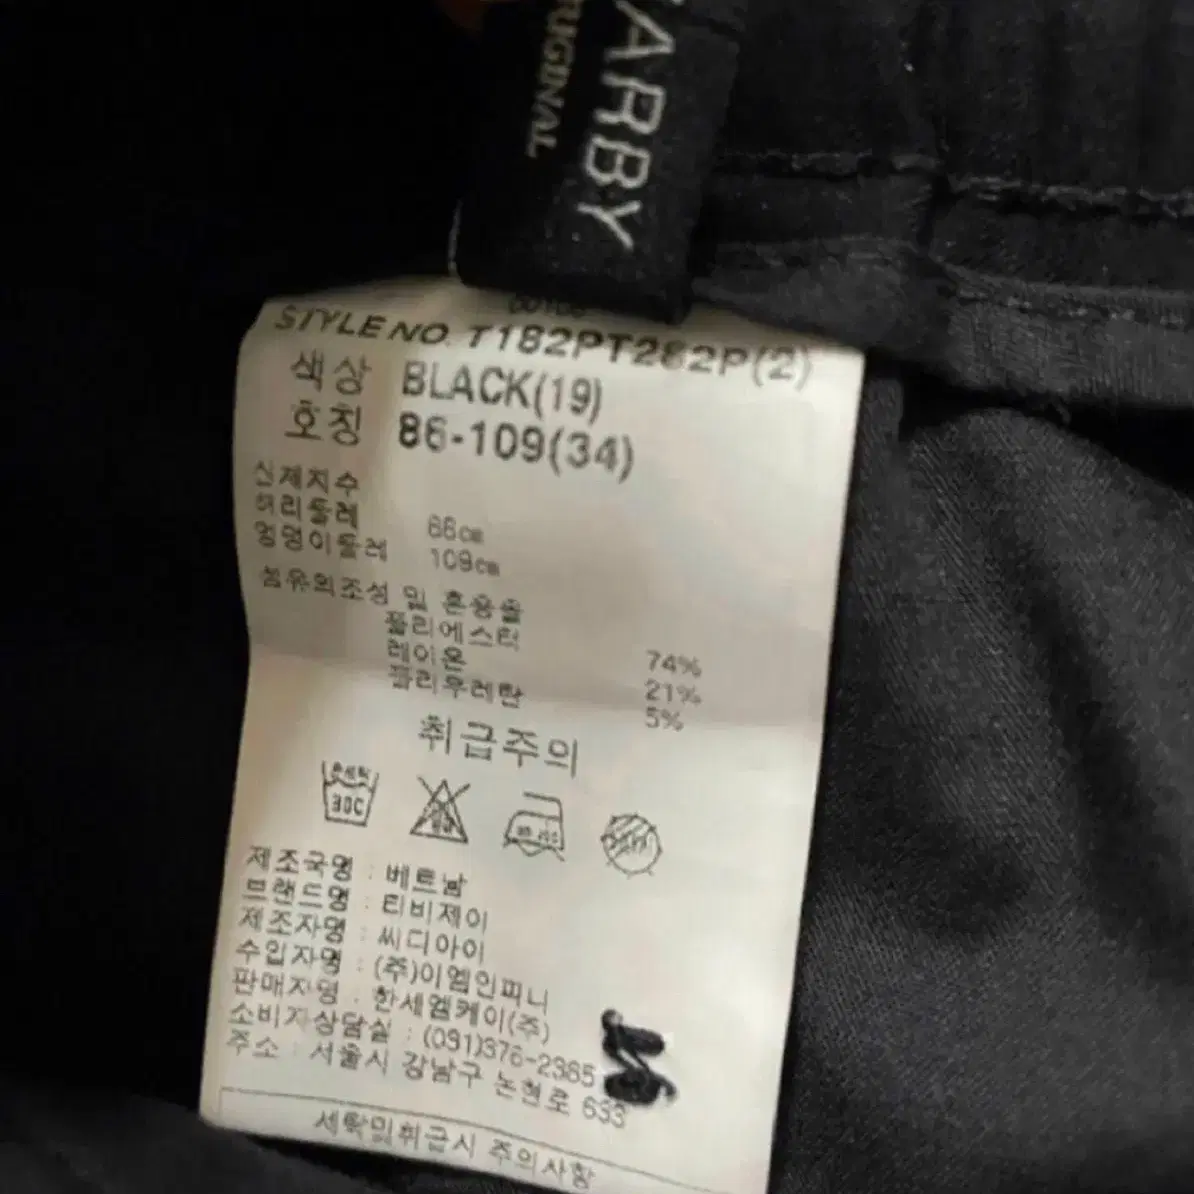 ARBY
ORIGINAL
STYLE NO. T182PT282P(2)
색상 BLACK(19)
호칭 86-109(34)
신체치수
허리둘레 86cm
엉덩이둘레 109cm
섬유의조성 및 혼용율
폴리에스터 74%
레이온 21%
폴리우레탄 5%
취급주의
30C
제조국명 : 베트남
브랜드명 : 티비제이
제조자명 : 씨디아이
수입자명 : (주)이엠인피니
판매자명 : 한세엠케이(주)
소비자상담실 : (031)376-2385
주소 : 서울시 강남구 논현로 633
세탁및취급시 주의사항